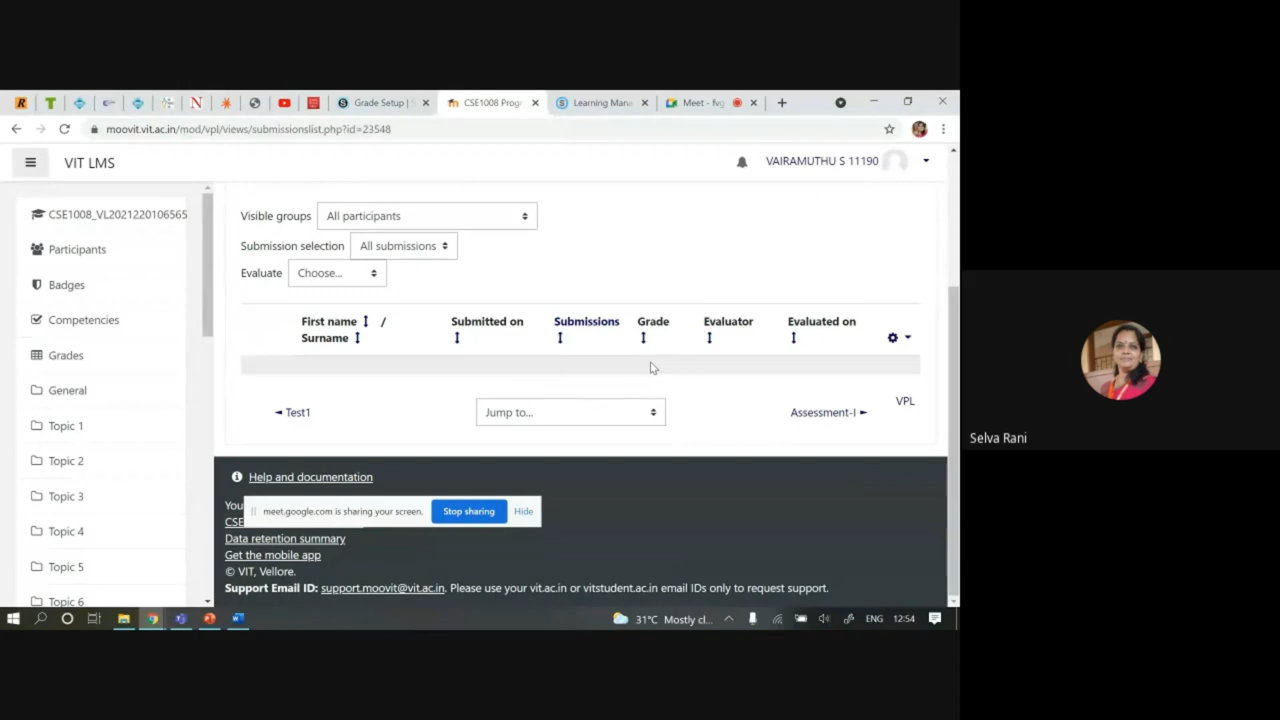 Grade Setup |
CSE1008 Prog
Learning Mana
Meet - fvg
moovit.vit.ac.in/mod/vpl/views/submissionslist.php?id=23548
VIT LMS
VAIRAMUTHU S 11190
CSE1008_VL2021220106565
Participants
Badges
Competencies
Grades
General
Topic 1
Topic 2
Topic 3
Topic 4
Topic 5
Topic 6
Visible groups All participants
Submission selection All submissions
Evaluate Choose...
First name / Submitted on Submissions Grade Evaluator Evaluated on
Surname
VPL
◄ Test1 Jump to... Assessment-I ►
Help and documentation
You
meet.google.com is sharing your screen. Stop sharing Hide
CSE
Data retention summary
Get the mobile app
© VIT, Vellore.
Support Email ID: support.moovit@vit.ac.in. Please use your vit.ac.in or vitstudent.ac.in email IDs only to request support.
31°C Mostly cl... ENG 12:54
Selva Rani